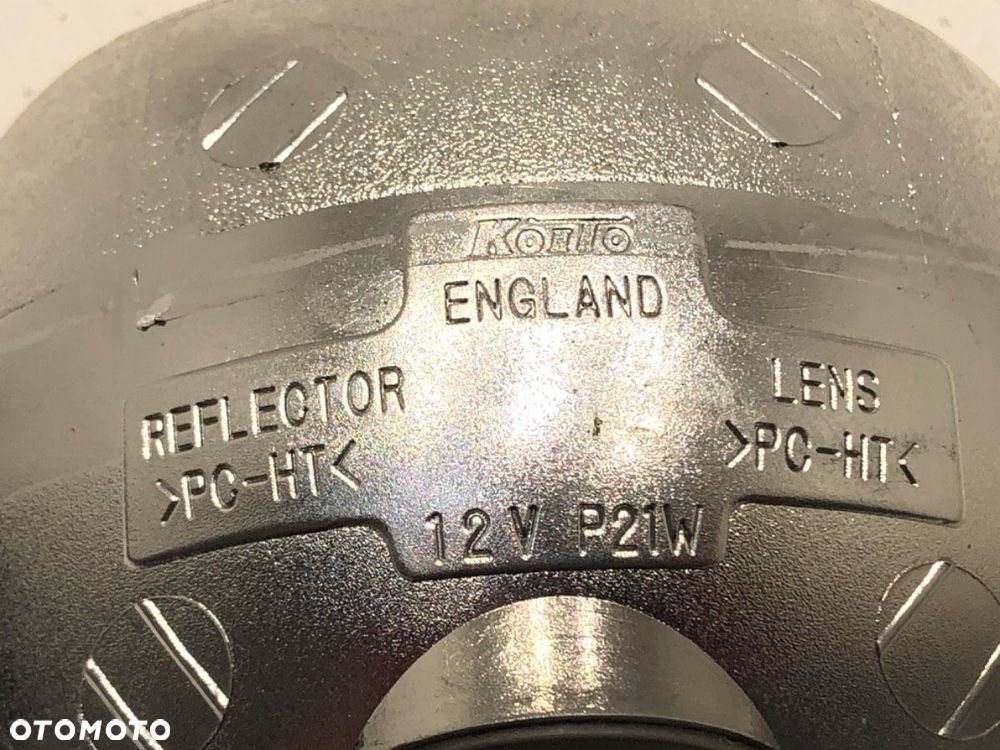 KOITO
ENGLAND
REFLECTOR
>PC-HT<
LENS
>PC-HT<
12V P21W
OTOMOTO